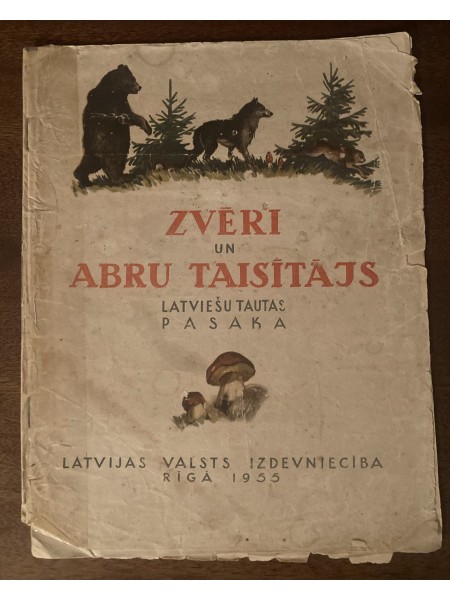 ZVĒRI
UN
ABRU TAISĪTĀJS
LATVIEŠU TAUTAS
PASAKA
LATVIJAS VALSTS IZDEVNIECĪBA
RĪGĀ 1955